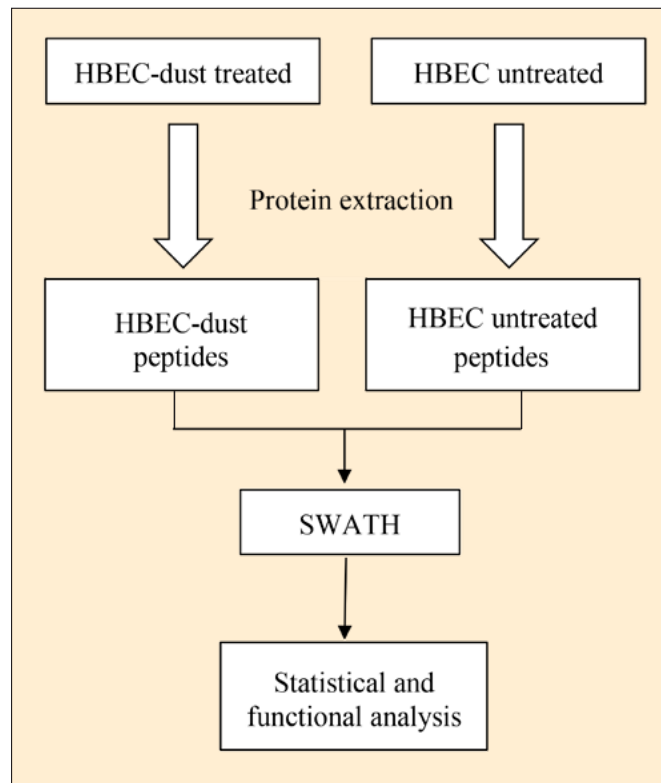 HBEC-dust treated
HBEC untreated
Protein extraction
HBEC-dust
peptides
HBEC untreated
peptides
SWATH
Statistical and
functional analysis